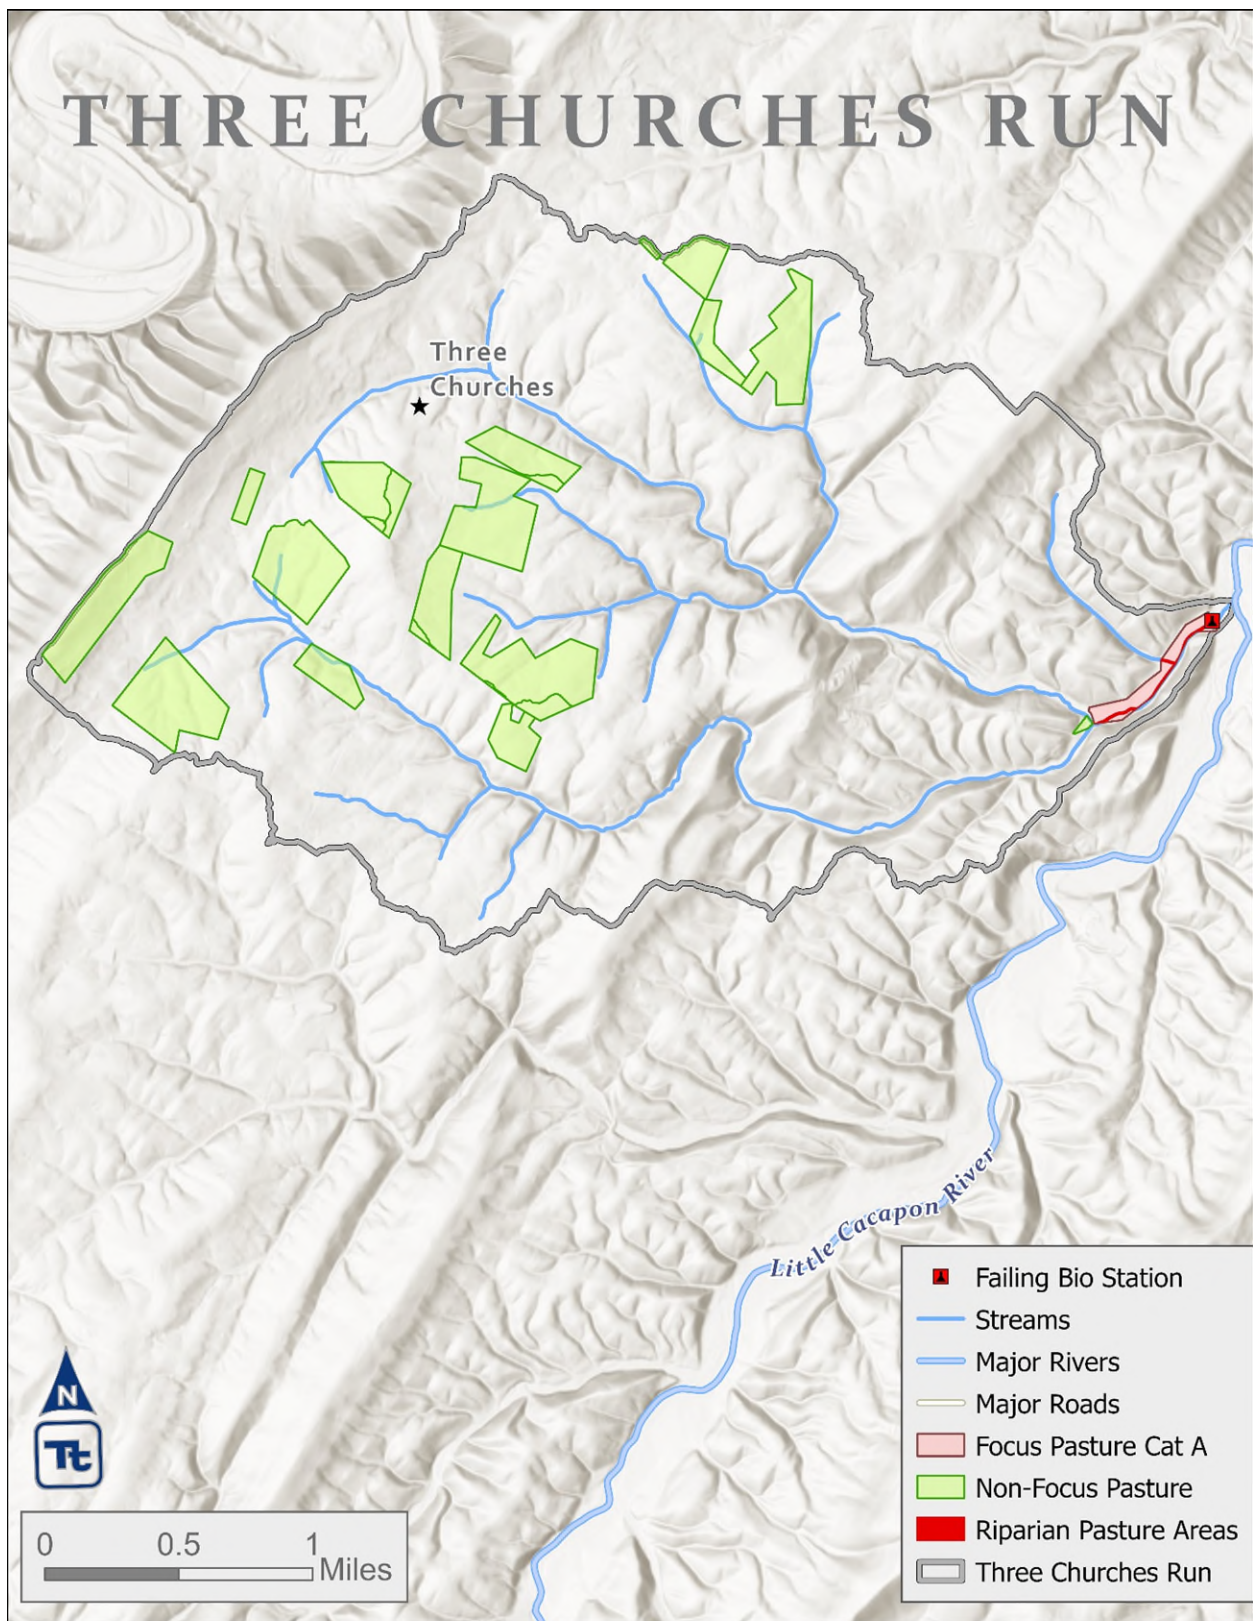 THREE CHURCHES RUN
Three
Churches
Little Cacapon River
Failing Bio Station
Streams
Major Rivers
Major Roads
Focus Pasture Cat A
Non-Focus Pasture
Riparian Pasture Areas
Three Churches Run
N
Tt
0 0.5 1
Miles